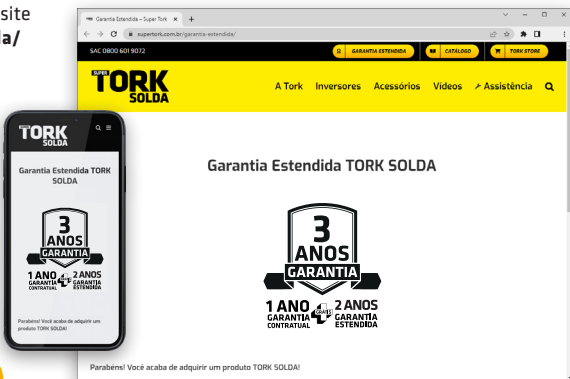 site
da/
Garantia Estendida – Super Tork
supertork.com.br/garantia-estendida/
SAC 0800 601 9072
GARANTIA ESTENDIDA
CATÁLOGO
TORK STORE
SUPER
TORK
SOLDA
A Tork Inversores Acessórios Vídeos Assistência
Garantia Estendida TORK SOLDA
3
ANOS
GARANTIA
1 ANO
GARANTIA
CONTRATUAL
GRÁTIS
2 ANOS
GARANTIA
ESTENDIDA
Parabéns! Você acaba de adquirir um produto TORK SOLDA!
TORK
SOLDA
Garantia Estendida TORK
SOLDA
3
ANOS
GARANTIA
1 ANO
GARANTIA
CONTRATUAL
2 ANOS
GARANTIA
ESTENDIDA
Parabéns! Você acaba de adquirir um
produto TORK SOLDA!